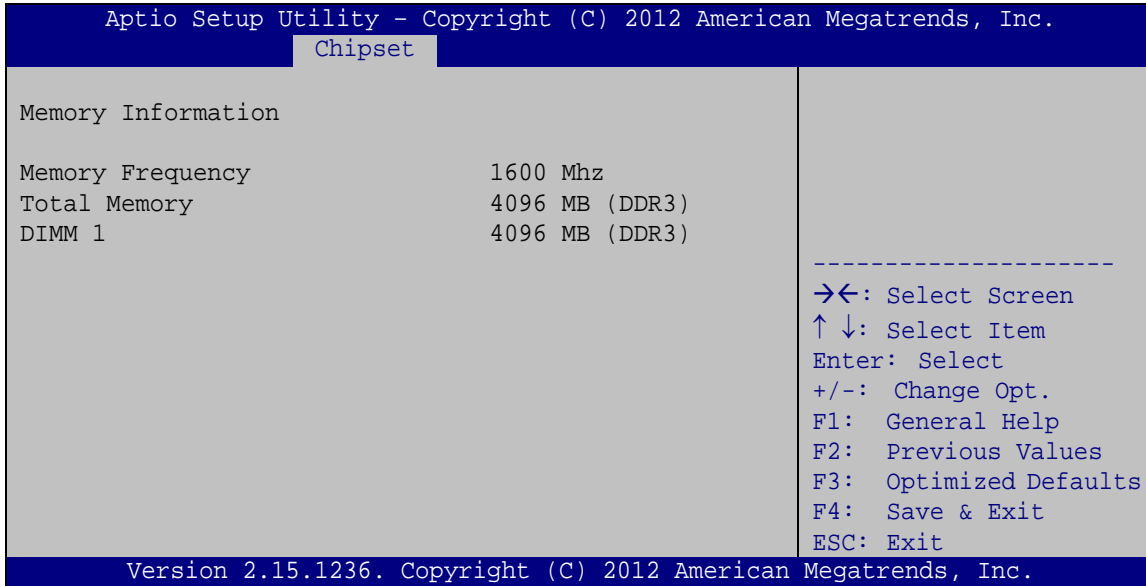 Aptio Setup Utility – Copyright (C) 2012 American Megatrends, Inc.
Chipset
Memory Information
Memory Frequency 1600 Mhz
Total Memory 4096 MB (DDR3)
DIMM 1 4096 MB (DDR3)
---------------------
→←: Select Screen
↑ ↓: Select Item
Enter: Select
+/-: Change Opt.
F1: General Help
F2: Previous Values
F3: Optimized Defaults
F4: Save & Exit
ESC: Exit
Version 2.15.1236. Copyright (C) 2012 American Megatrends, Inc.